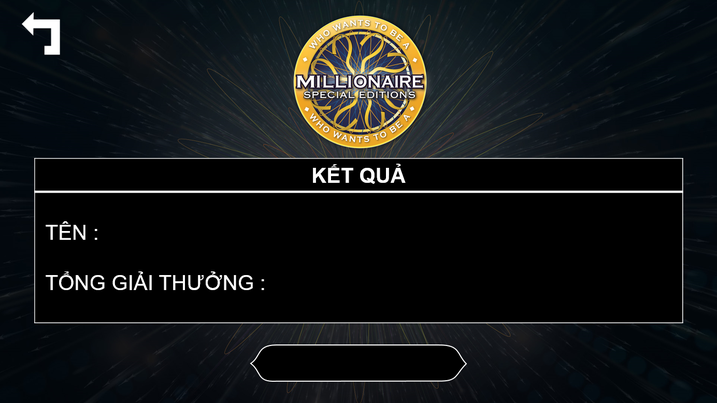 WHO WANTS TO BE A
MILLIONAIRE
SPECIAL EDITIONS
WHO WANTS TO BE A
KẾT QUẢ
TÊN :
TỔNG GIẢI THƯỞNG :